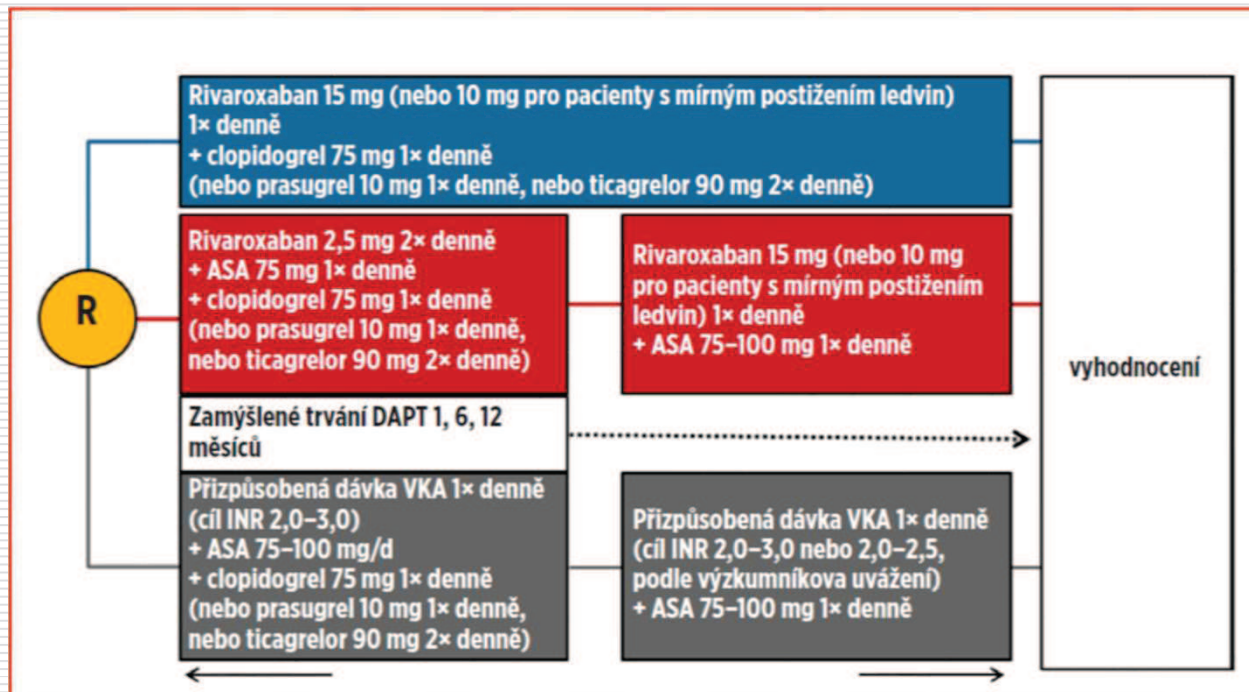 Rivaroxaban 15 mg (nebo 10 mg pro pacienty s mírným postižením ledvin)
1× denně
+ clopidogrel 75 mg 1× denně
(nebo prasugrel 10 mg 1× denně, nebo ticagrelor 90 mg 2× denně)
R
Rivaroxaban 2,5 mg 2× denně
+ ASA 75 mg 1× denně
+ clopidogrel 75 mg 1× denně
(nebo prasugrel 10 mg 1× denně,
nebo ticagrelor 90 mg 2× denně)
Rivaroxaban 15 mg (nebo 10 mg
pro pacienty s mírným postižením
ledvin) 1× denně
+ ASA 75–100 mg 1× denně
vyhodnocení
Zamýšlené trvání DAPT 1, 6, 12
měsíců
Přizpůsobená dávka VKA 1× denně
(cíl INR 2,0–3,0)
+ ASA 75–100 mg/d
+ clopidogrel 75 mg 1× denně
(nebo prasugrel 10 mg 1× denně,
nebo ticagrelor 90 mg 2× denně)
Přizpůsobená dávka VKA 1× denně
(cíl INR 2,0–3,0 nebo 2,0–2,5,
podle výzkumníkova uvážení)
+ ASA 75–100 mg 1× denně